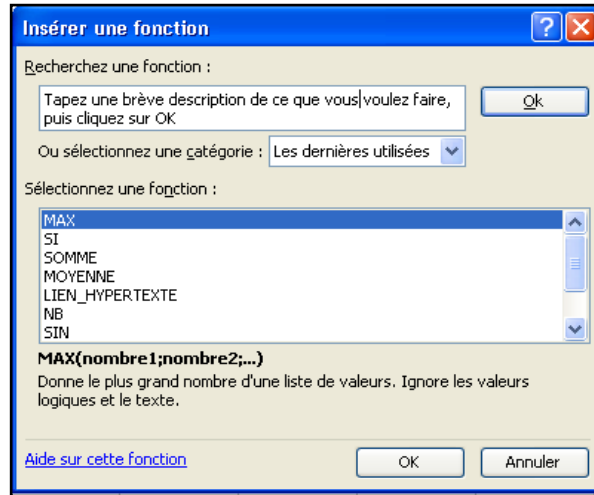 Insérer une fonction
Recherchez une fonction :
Tapez une brève description de ce que vous voulez faire,
puis cliquez sur OK
Ok
Ou sélectionnez une catégorie : Les dernières utilisées
Sélectionnez une fonction :
MAX
SI
SOMME
MOYENNE
LIEN_HYPERTEXTE
NB
SIN
MAX(nombre1;nombre2;...)
Donne le plus grand nombre d'une liste de valeurs. Ignore les valeurs
logiques et le texte.
Aide sur cette fonction
OK
Annuler